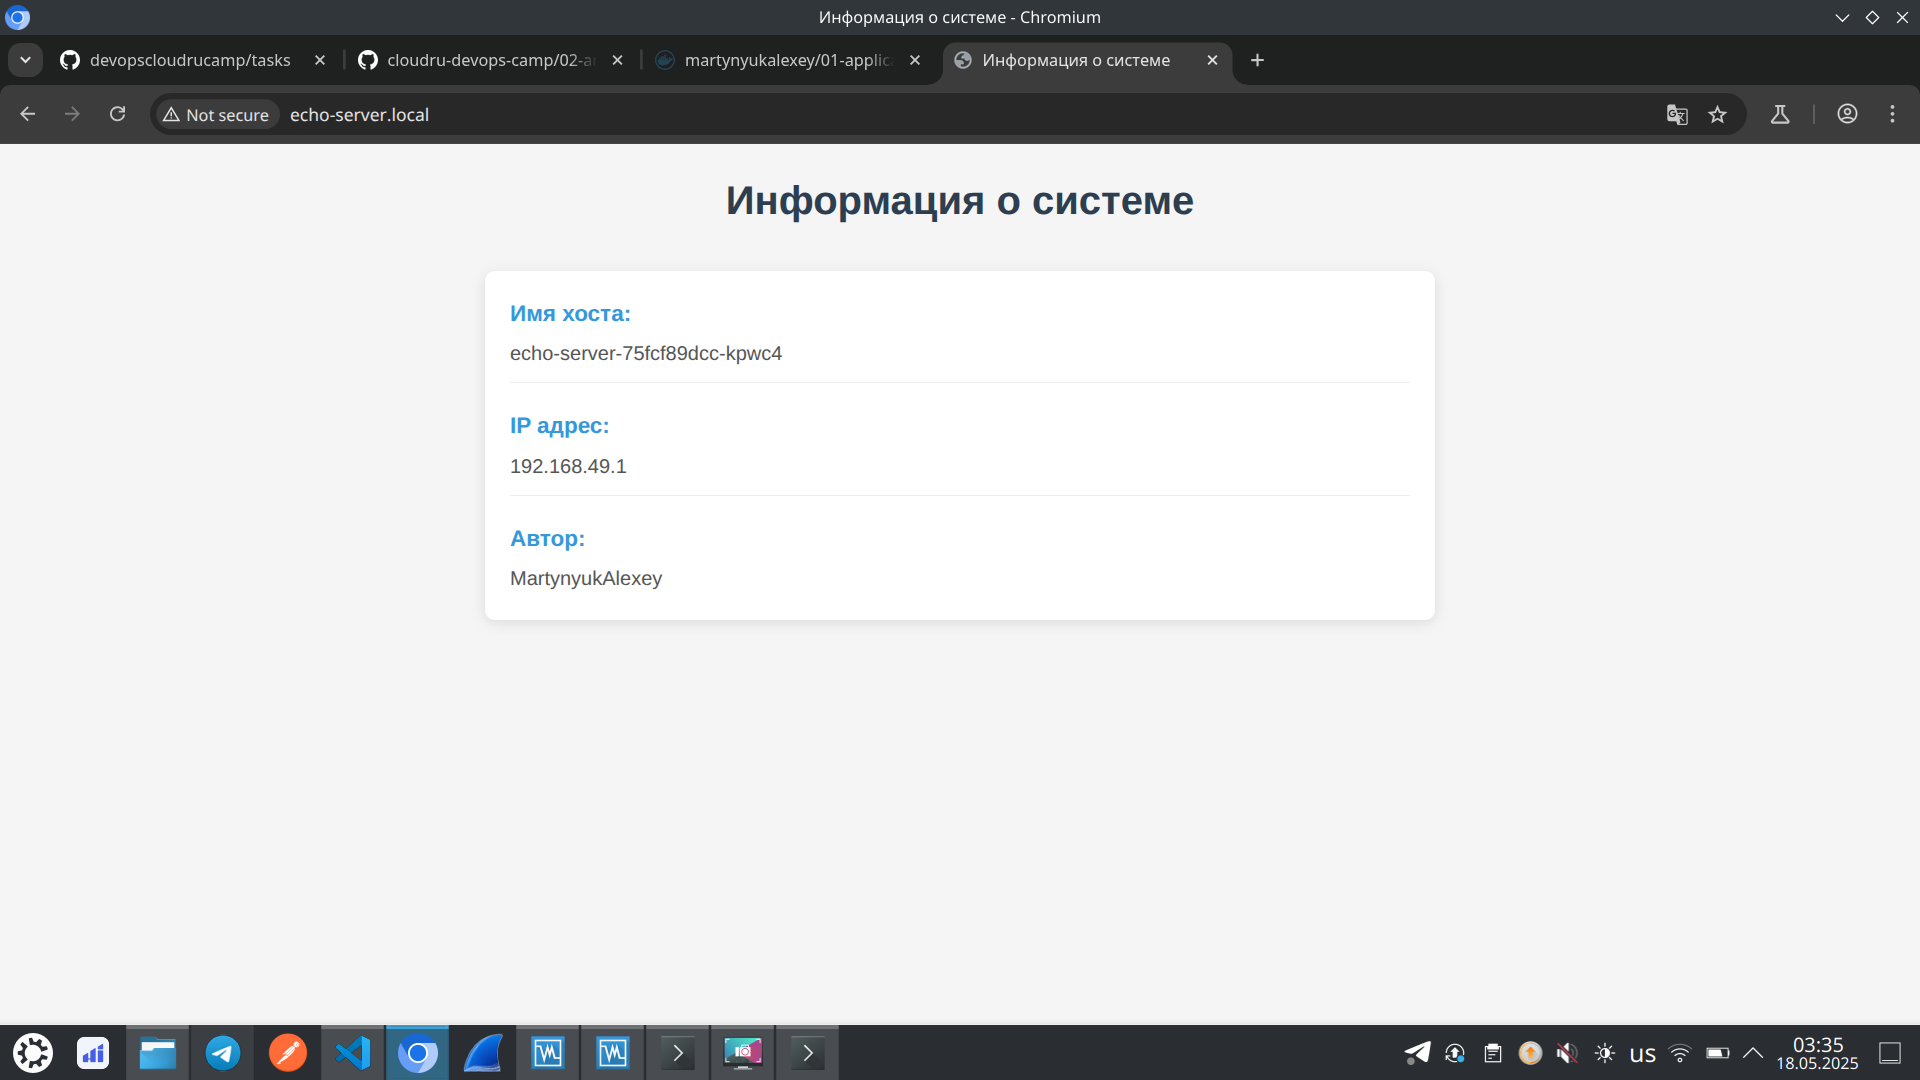 Информация о системе - Chromium
devopscloudrucamp/tasks
cloudru-devops-camp/02-a
martynyukalexey/01-applic
Информация о системе
Not secure
echo-server.local
Информация о системе
Имя хоста:
echo-server-75fcf89dcc-kpwc4
IP адрес:
192.168.49.1
Автор:
MartynyukAlexey
us
03:35
18.05.2025